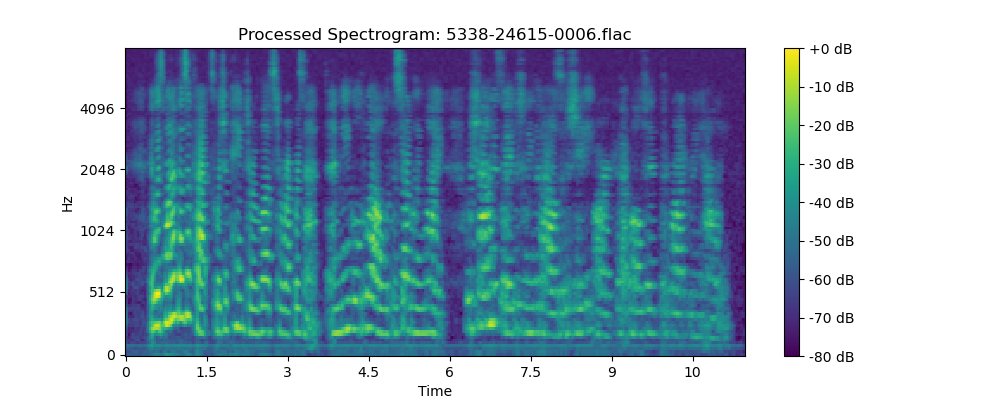 Processed Spectrogram: 5338-24615-0006.flac
Hz
4096
2048
1024
512
0
0 1.5 3 4.5 6 7.5 9 10
Time
+0 dB
-10 dB
-20 dB
-30 dB
-40 dB
-50 dB
-60 dB
-70 dB
-80 dB